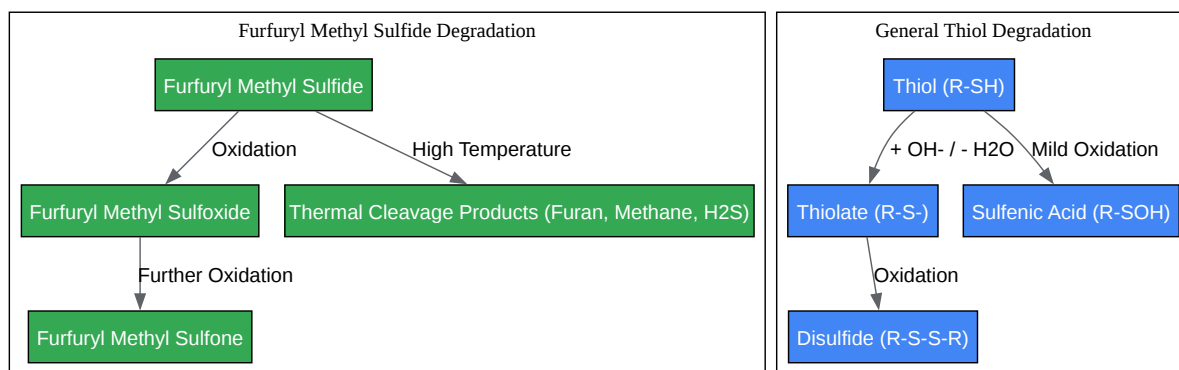 Furfuryl Methyl Sulfide Degradation
Furfuryl Methyl Sulfide
Oxidation
High Temperature
Furfuryl Methyl Sulfoxide
Thermal Cleavage Products (Furan, Methane, H2S)
Further Oxidation
Furfuryl Methyl Sulfone
General Thiol Degradation
Thiol (R-SH)
+ OH- / - H2O
Mild Oxidation
Thiolate (R-S-)
Sulfenic Acid (R-SOH)
Oxidation
Disulfide (R-S-S-R)